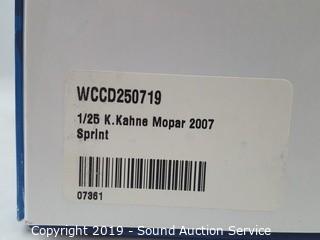 WCCD250719
1/25 K.Kahne Mopar 2007
Sprint
07361
Copyright 2019 - Sound Auction Service